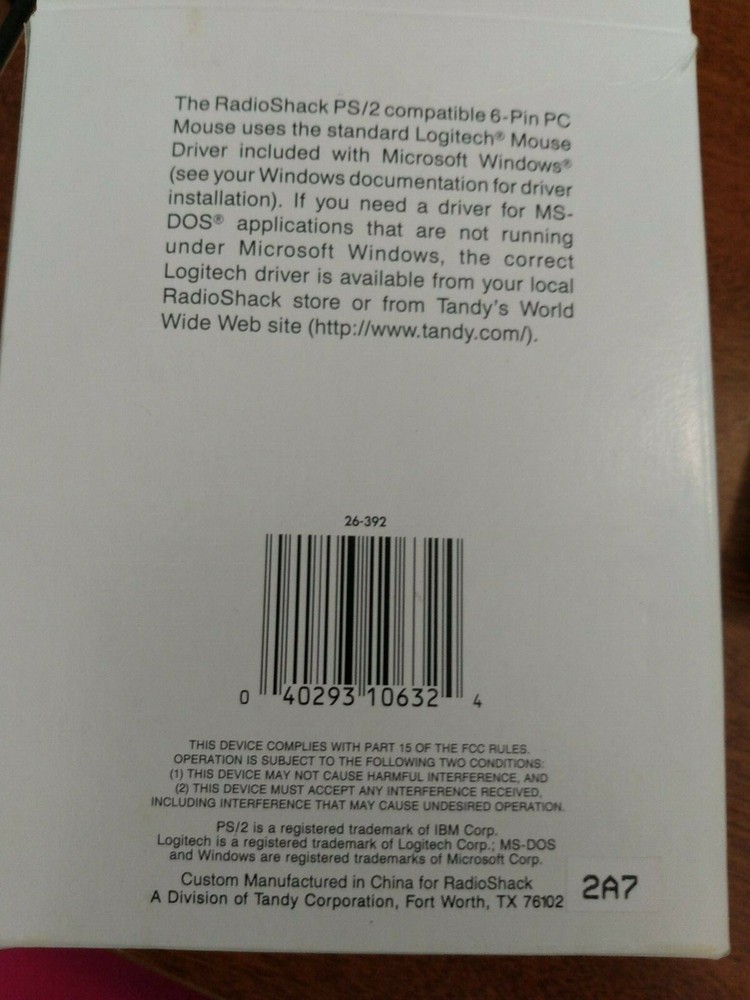 The RadioShack PS/2 compatible 6-Pin PC
Mouse uses the standard Logitech® Mouse
Driver included with Microsoft Windows®
(see your Windows documentation for driver
installation). If you need a driver for MS-
DOS® applications that are not running
under Microsoft Windows, the correct
Logitech driver is available from your local
RadioShack store or from Tandy's World
Wide Web site (http://www.tandy.com/).
26-392
0 40293 10632 4
THIS DEVICE COMPLIES WITH PART 15 OF THE FCC RULES.
OPERATION IS SUBJECT TO THE FOLLOWING TWO CONDITIONS:
(1) THIS DEVICE MAY NOT CAUSE HARMFUL INTERFERENCE, AND
(2) THIS DEVICE MUST ACCEPT ANY INTERFERENCE RECEIVED,
INCLUDING INTERFERENCE THAT MAY CAUSE UNDESIRED OPERATION.
PS/2 is a registered trademark of IBM Corp.
Logitech is a registered trademark of Logitech Corp.; MS-DOS
and Windows are registered trademarks of Microsoft Corp.
Custom Manufactured in China for RadioShack
A Division of Tandy Corporation, Fort Worth, TX 76102
2A7